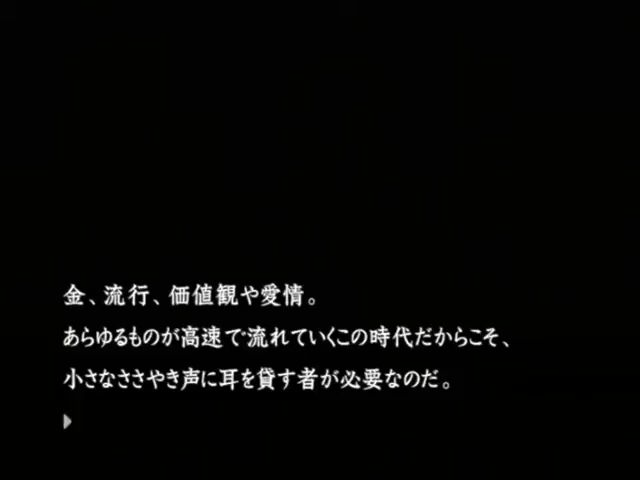 金、流行、価値観や愛情。
あらゆるものが高速で流れていくこの時代だからこそ、
小さなささやき声に耳を貸す者が必要なのだ。